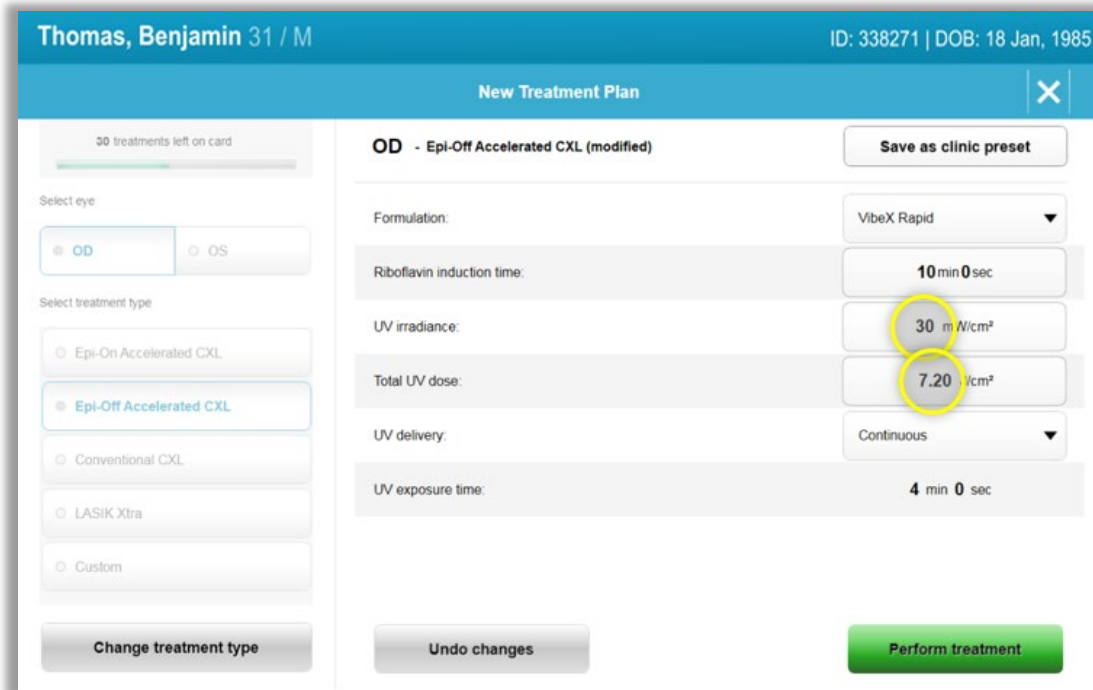 Thomas, Benjamin 31 / M
ID: 338271 | DOB: 18 Jan, 1985
New Treatment Plan
30 treatments left on card
Select eye
OD
OS
Select treatment type
Epi-On Accelerated CXL
Epi-Off Accelerated CXL
Conventional CXL
LASIK Xtra
Custom
Change treatment type
OD - Epi-Off Accelerated CXL (modified)
Save as clinic preset
Formulation: VibeX Rapid
Riboflavin induction time: 10 min 0 sec
UV irradiance: 30 mW/cm²
Total UV dose: 7.20 /cm²
UV delivery: Continuous
UV exposure time: 4 min 0 sec
Undo changes
Perform treatment